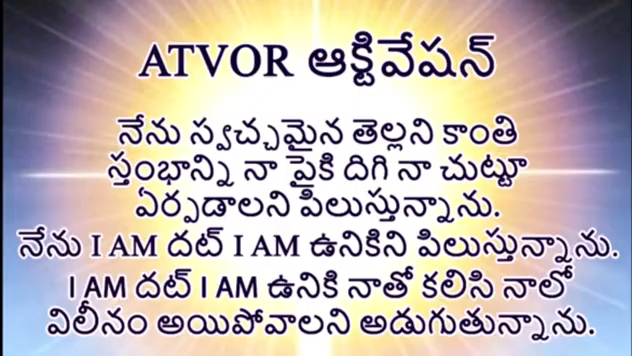 ATVOR ఆక్టివేషన్
నేను స్వచ్చమైన తెల్లని కాంతి
స్తంభాన్ని నా పైకి దిగి నా చుట్టూ
ఏర్పడాలని పిలుస్తున్నాను.
నేను I AM దట్ I AM ఉనికిని పిలుస్తున్నాను.
I AM దట్ I AM ఉనికి నాతో కలిసి నాలో
విలీనం అయిపోవాలని అడుగుతున్నాను.